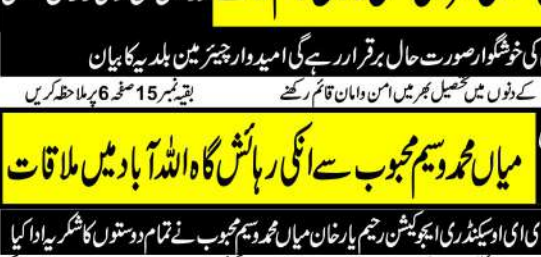 کی خوشگوار صورت حال برقرار رہے گی امیدوار چیئرمین بلدیہ کا بیان
کے دنوں میں تحصیل بھر میں امن وامان قائم رکھنے
بقیہ نمبر 15 صفحہ 6 پر ملاحظہ کریں
میاں محمد وسیم محبوب سے انکی رہائش گاہ اللہ آباد میں ملاقات
ی ای او سیکنڈری ایجوکیشن رحیم یار خان میاں محمد وسیم محبوب نے تمام دوستوں کا شکریہ ادا کیا